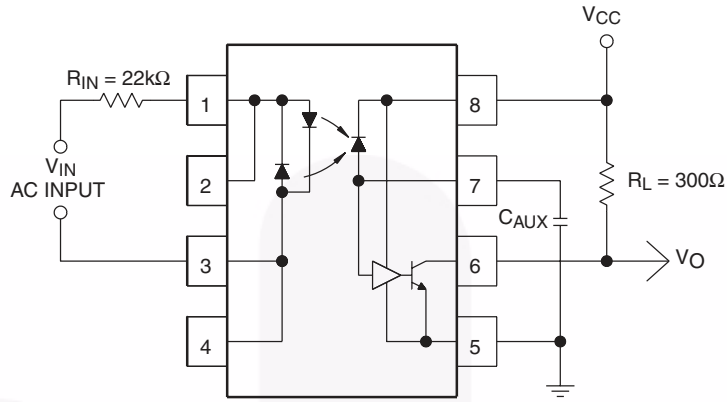 VCC
RIN = 22kΩ
1
8
VIN
AC INPUT
2
7
RL = 300Ω
CAUX
3
6
VO
4
5